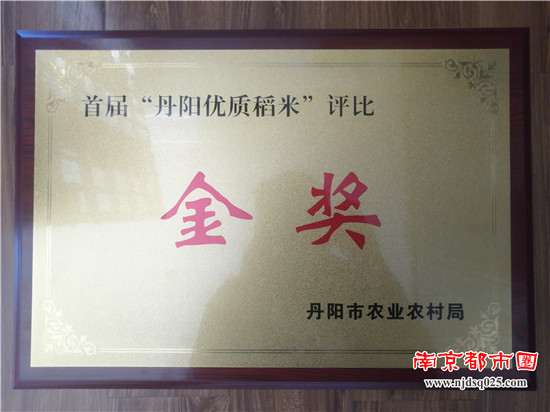 首届“丹阳优质稻米”评比
金奖
丹阳市农业农村局
南京都市圈
www.njdsq025.com